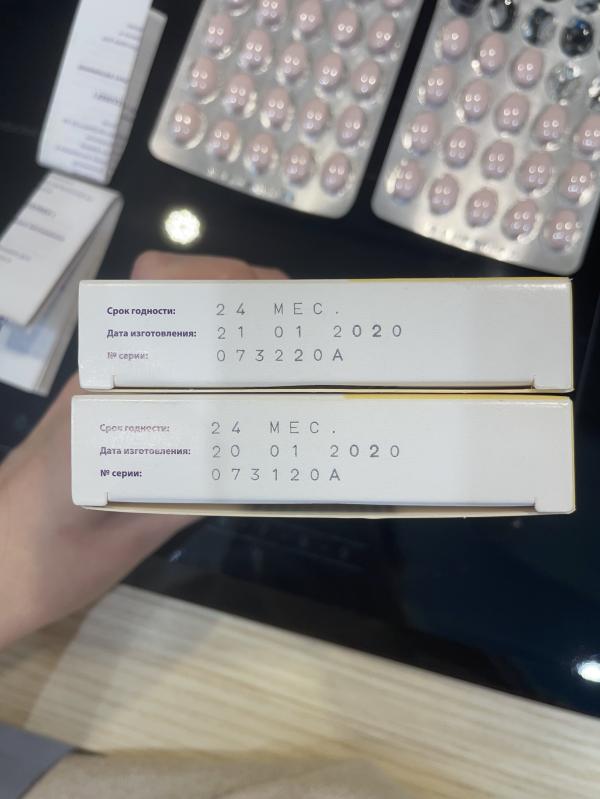 Срок годности: 24 МЕС.
Дата изготовления: 21 01 2020
№ серии: 073220А
Срок годности: 24 МЕС.
Дата изготовления: 20 01 2020
№ серии: 073120А